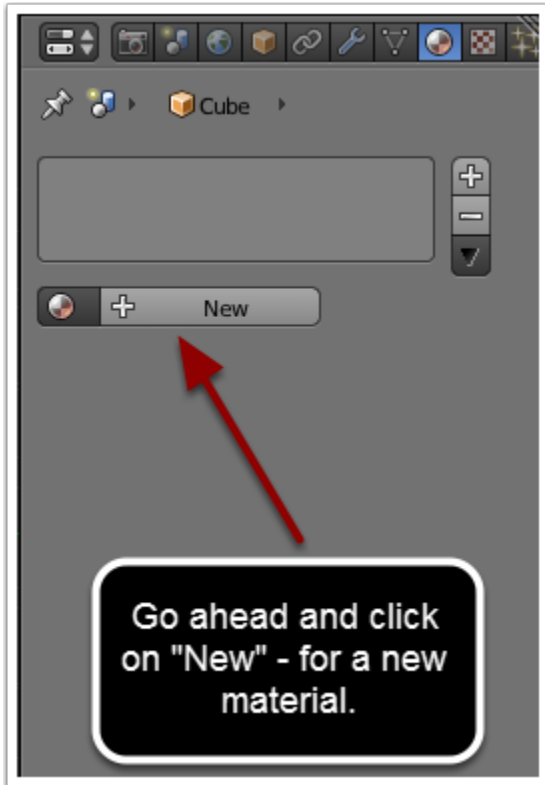 Cube
New
Go ahead and click
on "New" - for a new
material.